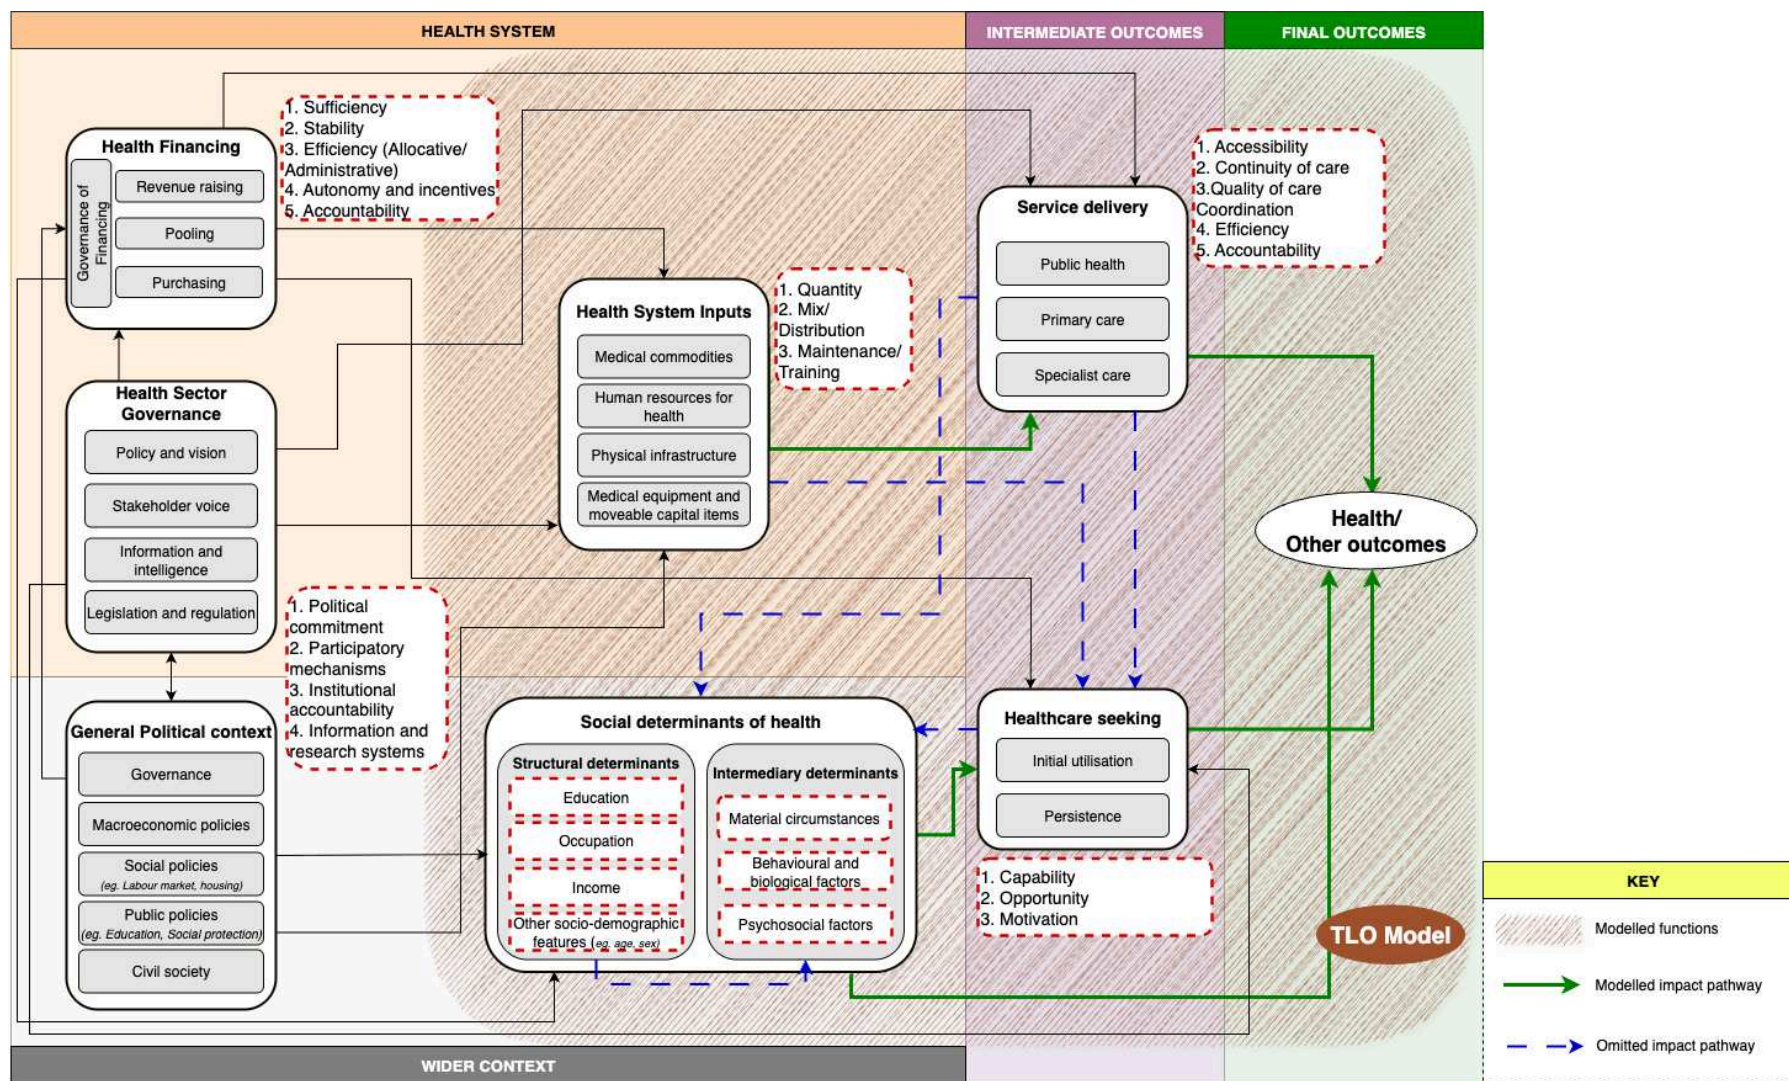 HEALTH SYSTEM
INTERMEDIATE OUTCOMES
FINAL OUTCOMES
Health Financing
Governance of
Financing
Revenue raising
Pooling
Purchasing
1. Sufficiency
2. Stability
3. Efficiency (Allocative/
Administrative)
4. Autonomy and incentives
5. Accountability
Health Sector
Governance
Policy and vision
Stakeholder voice
Information and
intelligence
Legislation and regulation
1. Political
commitment
2. Participatory
mechanisms
3. Institutional
accountability
4. Information and
research systems
General Political context
Governance
Macroeconomic policies
Social policies
(eg. Labour market, housing)
Public policies
(eg. Education, Social protection)
Civil society
Health System Inputs
Medical commodities
Human resources for
health
Physical infrastructure
Medical equipment and
moveable capital items
1. Quantity
2. Mix/
Distribution
3. Maintenance/
Training
Social determinants of health
Structural determinants
Education
Occupation
Income
Other socio-demographic
features (eg. age, sex)
Intermediary determinants
Material circumstances
Behavioural and
biological factors
Psychosocial factors
Service delivery
Public health
Primary care
Specialist care
1. Accessibility
2. Continuity of care
3.Quality of care
Coordination
4. Efficiency
5. Accountability
Healthcare seeking
Initial utilisation
Persistence
1. Capability
2. Opportunity
3. Motivation
Health/
Other outcomes
TLO Model
WIDER CONTEXT
KEY
Modelled functions
Modelled impact pathway
Omitted impact pathway